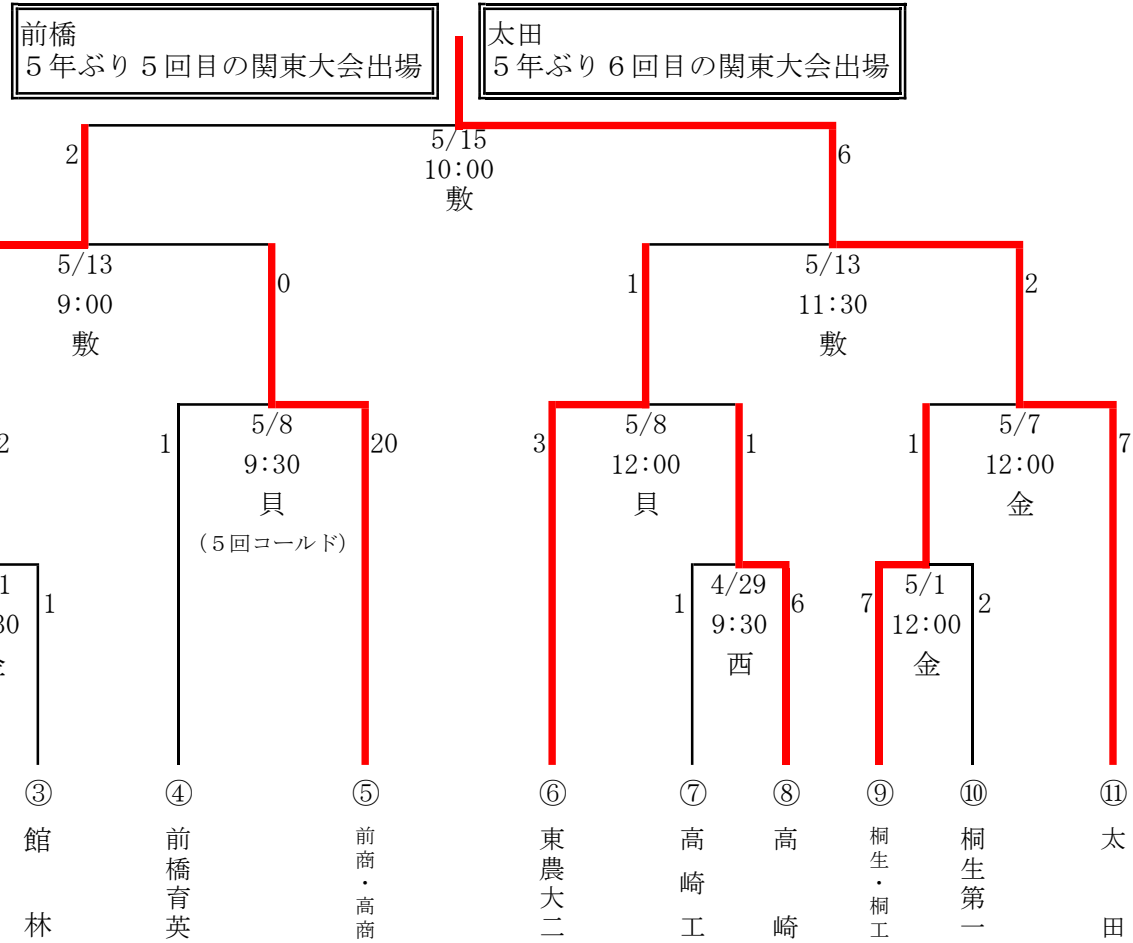 前橋
５年ぶり５回目の関東大会出場
太田
５年ぶり６回目の関東大会出場
2
5/15
10:00
敷
6
5/13
9:00
敷
0
1
5/13
11:30
敷
2
2
1
5/8
9:30
貝
(５回コールド)
20
3
5/8
12:00
貝
1
1
5/7
12:00
金
7
1
30
1
1
4/29
9:30
西
6
7
5/1
12:00
金
2
③
館林
④
前橋育英
⑤
前商・高商
⑥
東農大二
⑦
高崎工
⑧
高崎
⑨
桐生・桐工
⑩
桐生第一
⑪
太田